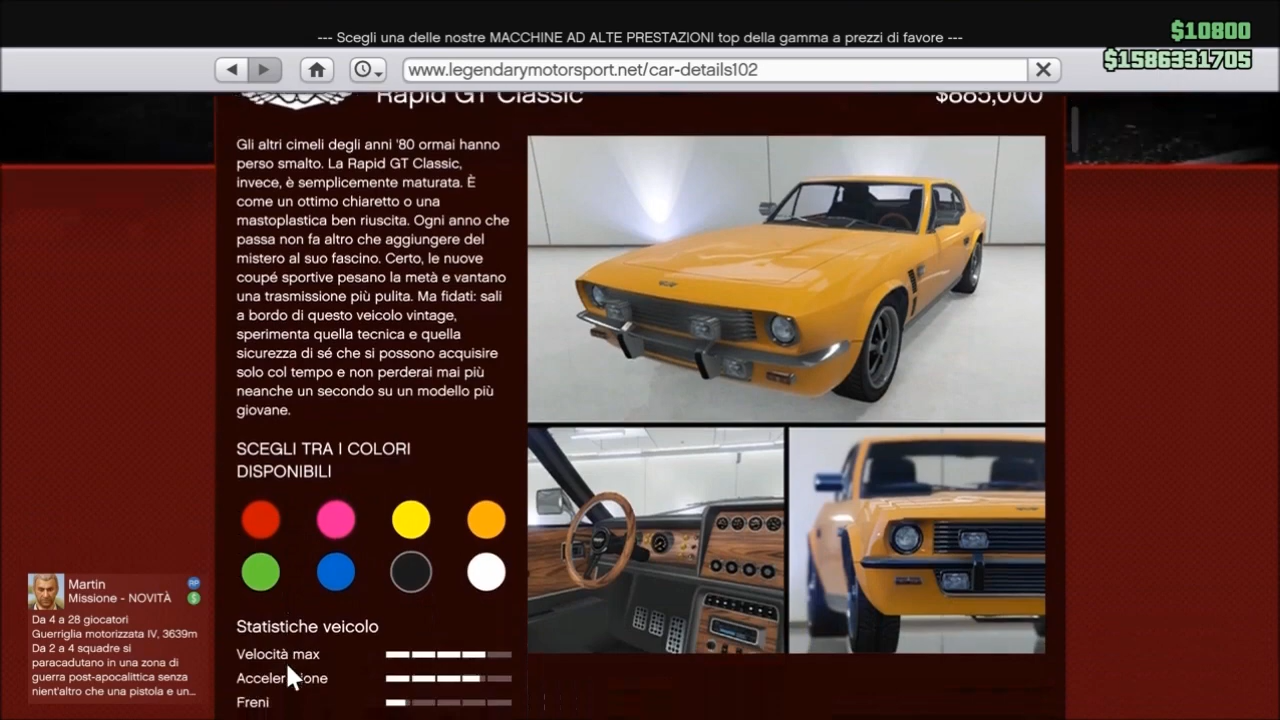 --- Scegli una delle nostre MACCHINE AD ALTE PRESTAZIONI top della gamma a prezzi di favore ---
$10800
$1586331705
www.legendarymotorsport.net/car-details102
Rapid GT Classic
$885,000
Gli altri cimeli degli anni '80 ormai hanno
perso smalto. La Rapid GT Classic,
invece, è semplicemente maturata. È
come un ottimo chiaretto o una
mastoplastica ben riuscita. Ogni anno che
passa non fa altro che aggiungere del
mistero al suo fascino. Certo, le nuove
coupé sportive pesano la metà e vantano
una trasmissione più pulita. Ma fidati: sali
a bordo di questo veicolo vintage,
sperimenta quella tecnica e quella
sicurezza di sé che si possono acquisire
solo col tempo e non perderai mai più
neanche un secondo su un modello più
giovane.
SCEGLI TRA I COLORI
DISPONIBILI
Statistiche veicolo
Velocità max
Accelerazione
Freni
Martin
RP
Missione - NOVITÀ
$
Da 4 a 28 giocatori
Guerriglia motorizzata IV, 3639m
Da 2 a 4 squadre si
paracadutano in una zona di
guerra post-apocalittica senza
nient'altro che una pistola e un...